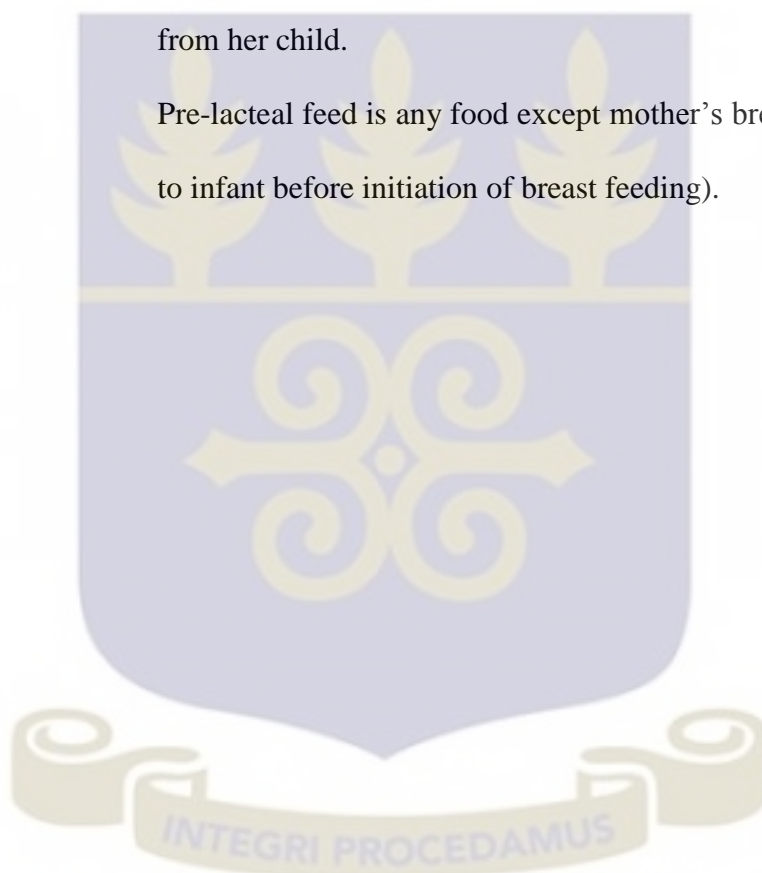 from her child.
Pre-lacteal feed is any food except mother’s
to infant before initiation of breast feeding).
INTEGRI PROCEDAMUS